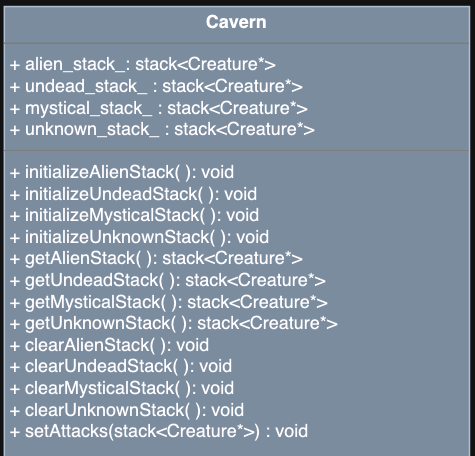 Cavern
+ alien_stack_: stack<Creature*>
+ undead_stack_ : stack<Creature*>
+ mystical_stack_ : stack<Creature*>
+ unknown_stack_ : stack<Creature*>
+ initializeAlienStack( ): void
+ initializeUndeadStack( ): void
+ initializeMysticalStack( ): void
+ initializeUnknownStack( ): void
+ getAlienStack( ): stack<Creature*>
+ getUndeadStack( ): stack<Creature*>
+ getMysticalStack( ): stack<Creature*>
+ getUnknownStack( ): stack<Creature*>
+ clearAlienStack( ): void
+ clearUndeadStack( ): void
+ clearMysticalStack( ): void
+ clearUnknownStack( ): void
+ setAttacks(stack<Creature*>) : void